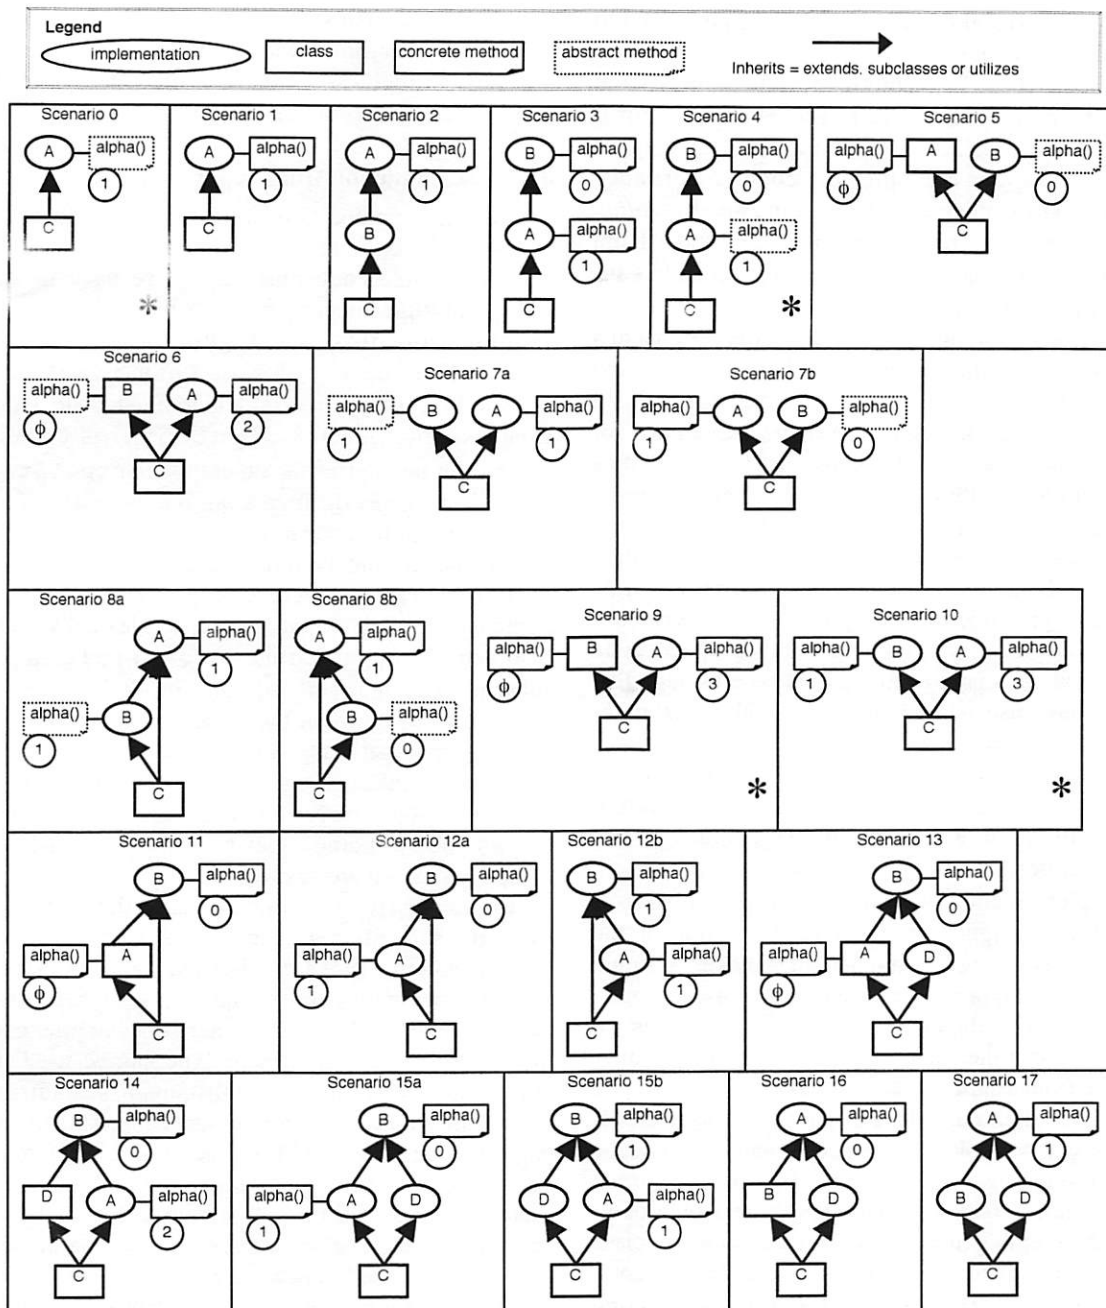 Legend
implementation
class
concrete method
abstract method
Inherits = extends. subclasses or utilizes
Scenario 0
A
alpha()
1
C
*
Scenario 1
A
alpha()
1
C
Scenario 2
A
alpha()
1
B
C
Scenario 3
B
alpha()
0
A
alpha()
1
C
Scenario 4
B
alpha()
0
A
alpha()
1
C
*
Scenario 5
alpha()
ϕ
A
B
alpha()
0
C
Scenario 6
alpha()
ϕ
B
A
alpha()
2
C
Scenario 7a
alpha()
1
B
A
alpha()
1
C
Scenario 7b
alpha()
1
A
B
alpha()
0
C
Scenario 8a
A
alpha()
1
alpha()
1
B
C
Scenario 8b
A
alpha()
1
B
alpha()
0
C
Scenario 9
alpha()
ϕ
B
A
alpha()
3
C
*
Scenario 10
alpha()
1
B
A
alpha()
3
C
*
Scenario 11
B
alpha()
0
alpha()
ϕ
A
C
Scenario 12a
B
alpha()
0
alpha()
1
A
C
Scenario 12b
B
alpha()
1
A
alpha()
1
C
Scenario 13
B
alpha()
0
alpha()
ϕ
A
D
C
Scenario 14
B
alpha()
0
D
A
alpha()
2
C
Scenario 15a
B
alpha()
0
alpha()
1
A
D
C
Scenario 15b
B
alpha()
1
D
A
alpha()
1
C
Scenario 16
A
alpha()
0
B
D
C
Scenario 17
A
alpha()
1
B
D
C